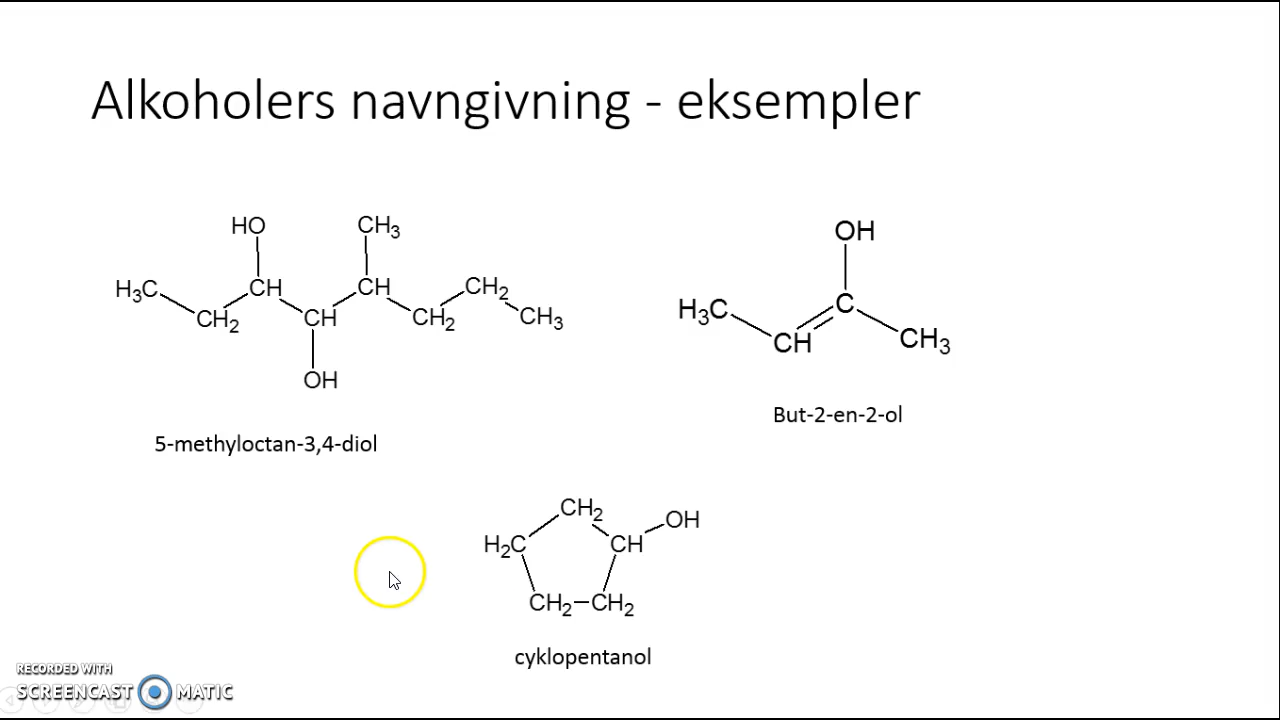 Alkoholers navngivning - eksempler
HO
CH₃
H₃C
CH
CH
CH₂
CH₂
CH
CH₂
CH₃
OH
5-methyloctan-3,4-diol
OH
H₃C
C
CH
CH₃
But-2-en-2-ol
CH₂
OH
H₂C
CH
CH₂
CH₂
cyklopentanol
RECORDED WITH
SCREENCAST MATIC